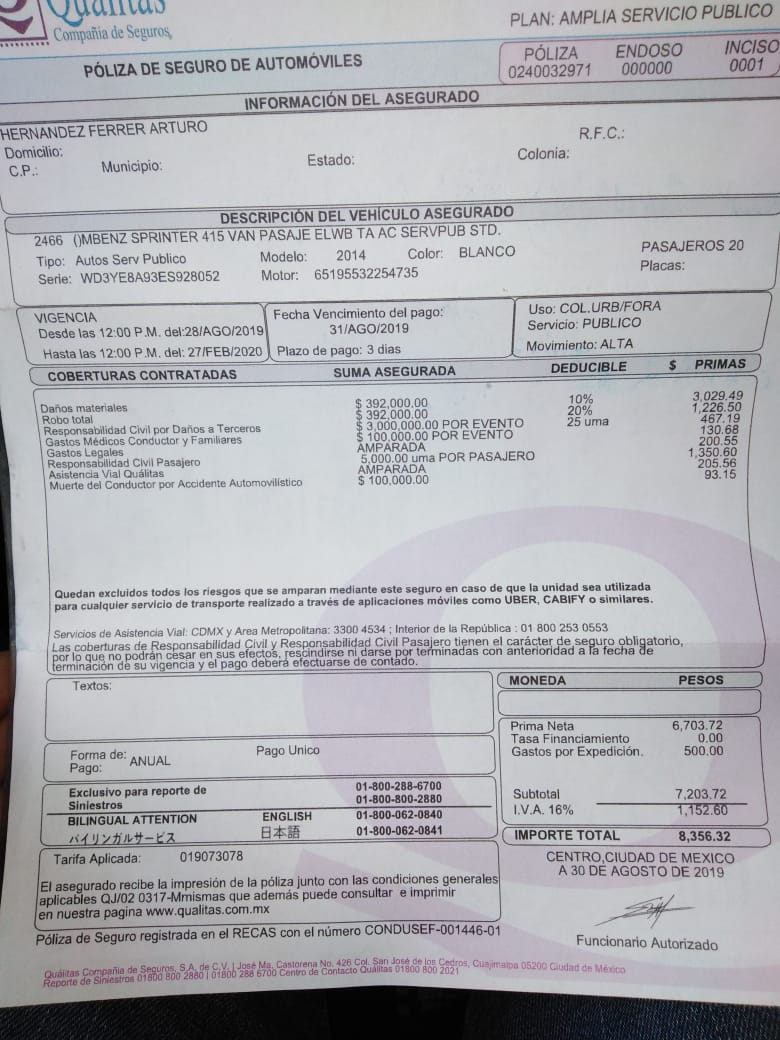 Quálitas
Compañía de Seguros,
PLAN: AMPLIA SERVICIO PUBLICO
PÓLIZA DE SEGURO DE AUTOMÓVILES
PÓLIZA ENDOSO INCISO
0240032971 000000 0001
INFORMACIÓN DEL ASEGURADO
HERNANDEZ FERRER ARTURO
Domicilio: R.F.C.:
C.P.: Municipio: Estado: Colonia:
DESCRIPCIÓN DEL VEHÍCULO ASEGURADO
2466 ()MBENZ SPRINTER 415 VAN PASAJE ELWB TA AC SERVPUB STD.
Tipo: Autos Serv Publico Modelo: 2014 Color: BLANCO PASAJEROS 20
Serie: WD3YE8A93ES928052 Motor: 65195532254735 Placas:
VIGENCIA
Desde las 12:00 P.M. del:28/AGO/2019
Hasta las 12:00 P.M. del: 27/FEB/2020
Fecha Vencimiento del pago:
31/AGO/2019
Plazo de pago: 3 dias
Uso: COL.URB/FORA
Servicio: PUBLICO
Movimiento: ALTA
COBERTURAS CONTRATADAS SUMA ASEGURADA DEDUCIBLE $ PRIMAS
Daños materiales $ 392,000.00 10% 3,029.49
Robo total $ 392,000.00 20% 1,226.50
Responsabilidad Civil por Daños a Terceros $ 3,000,000.00 POR EVENTO 25 uma 467.19
Gastos Médicos Conductor y Familiares $ 100,000.00 POR EVENTO 130.68
Gastos Legales AMPARADA 200.55
Responsabilidad Civil Pasajero 5,000.00 uma POR PASAJERO 1,350.60
Asistencia Vial Quálitas AMPARADA 205.56
Muerte del Conductor por Accidente Automovilístico $ 100,000.00 93.15
Quedan excluidos todos los riesgos que se amparan mediante este seguro en caso de que la unidad sea utilizada
para cualquier servicio de transporte realizado a través de aplicaciones móviles como UBER, CABIFY o similares.
Servicios de Asistencia Vial: CDMX y Area Metropolitana: 3300 4534 ; Interior de la República : 01 800 253 0553
Las coberturas de Responsabilidad Civil y Responsabilidad Civil Pasajero tienen el carácter de seguro obligatorio,
por lo que no podrán cesar en sus efectos, rescindirse ni darse por terminadas con anterioridad a la fecha de
terminación de su vigencia y el pago deberá efectuarse de contado.
Textos:
MONEDA PESOS
Forma de: ANUAL Pago Unico
Pago:
Prima Neta 6,703.72
Tasa Financiamiento 0.00
Gastos por Expedición. 500.00
Subtotal 7,203.72
I.V.A. 16% 1,152.60
IMPORTE TOTAL 8,356.32
Exclusivo para reporte de
Siniestros
01-800-288-6700
01-800-800-2880
BILINGUAL ATTENTION ENGLISH 01-800-062-0840
バイリンガルサービス 日本語 01-800-062-0841
Tarifa Aplicada: 019073078
El asegurado recibe la impresión de la póliza junto con las condiciones generales
aplicables QJ/02 0317-Mmismas que además puede consultar e imprimir
en nuestra pagina www.qualitas.com.mx
CENTRO,CIUDAD DE MEXICO
A 30 DE AGOSTO DE 2019
Funcionario Autorizado
Póliza de Seguro registrada en el RECAS con el número CONDUSEF-001446-01
Quálitas Compañía de Seguros, S.A. de C.V. | José Ma. Castorena No. 426 Col. San José de los Cedros, Cuajimalpa 05200 Ciudad de México
Reporte de Siniestros 01800 800 2880 | 01800 288 6700 Centro de Contacto Quálitas 01800 800 2021